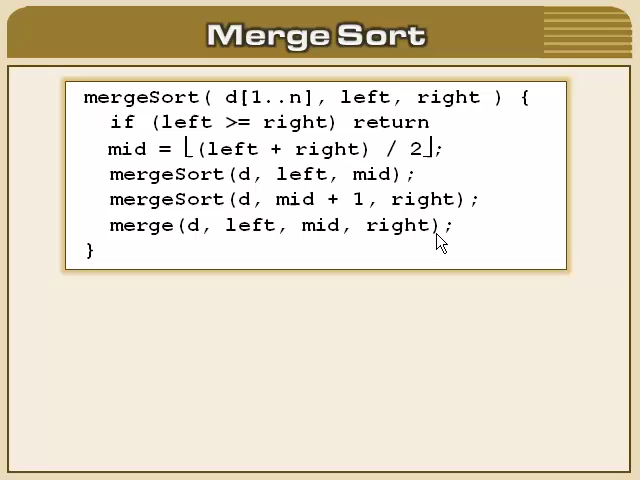 Merge Sort
mergeSort( d[1..n], left, right ) {
if (left >= right) return
mid = ⌊(left + right) / 2⌋;
mergeSort(d, left, mid);
mergeSort(d, mid + 1, right);
merge(d, left, mid, right);
}